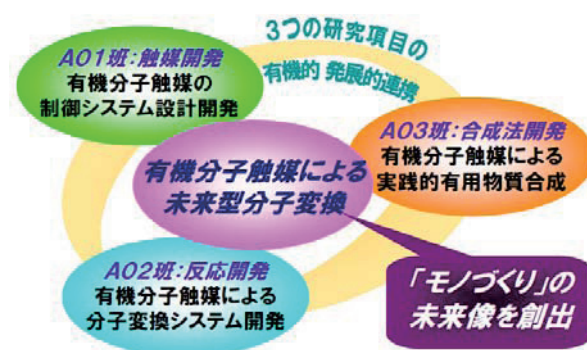 3つの研究項目の
有機的 発展的連携
A01班:触媒開発
有機分子触媒の
制御システム設計開発
A03班:合成法開発
有機分子触媒による
実践的有用物質合成
有機分子触媒による
未来型分子変換
A02班:反応開発
有機分子触媒による
分子変換システム開発
「モノづくり」の
未来像を創出